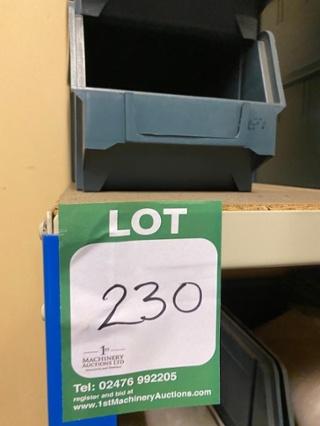 LOT
230
1st
MACHINERY
AUCTIONS LTD
Tel: 02476 992205
register and bid at
www.1stMachineryAuctions.com